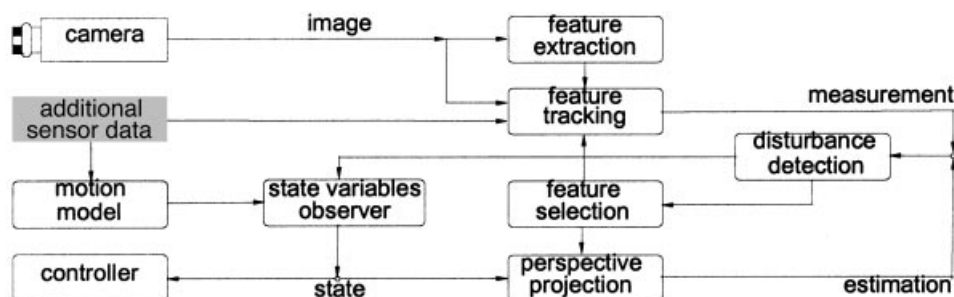 camera
image
feature
extraction
additional
sensor data
feature
tracking
measurement
disturbance
detection
motion
model
state variables
observer
feature
selection
controller
state
perspective
projection
estimation